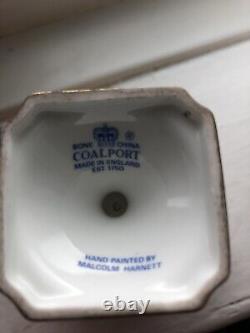 BONE CHINA
COALPORT
MADE IN ENGLAND
EST. 1750
HAND PAINTED BY
MALCOLM HARNETT